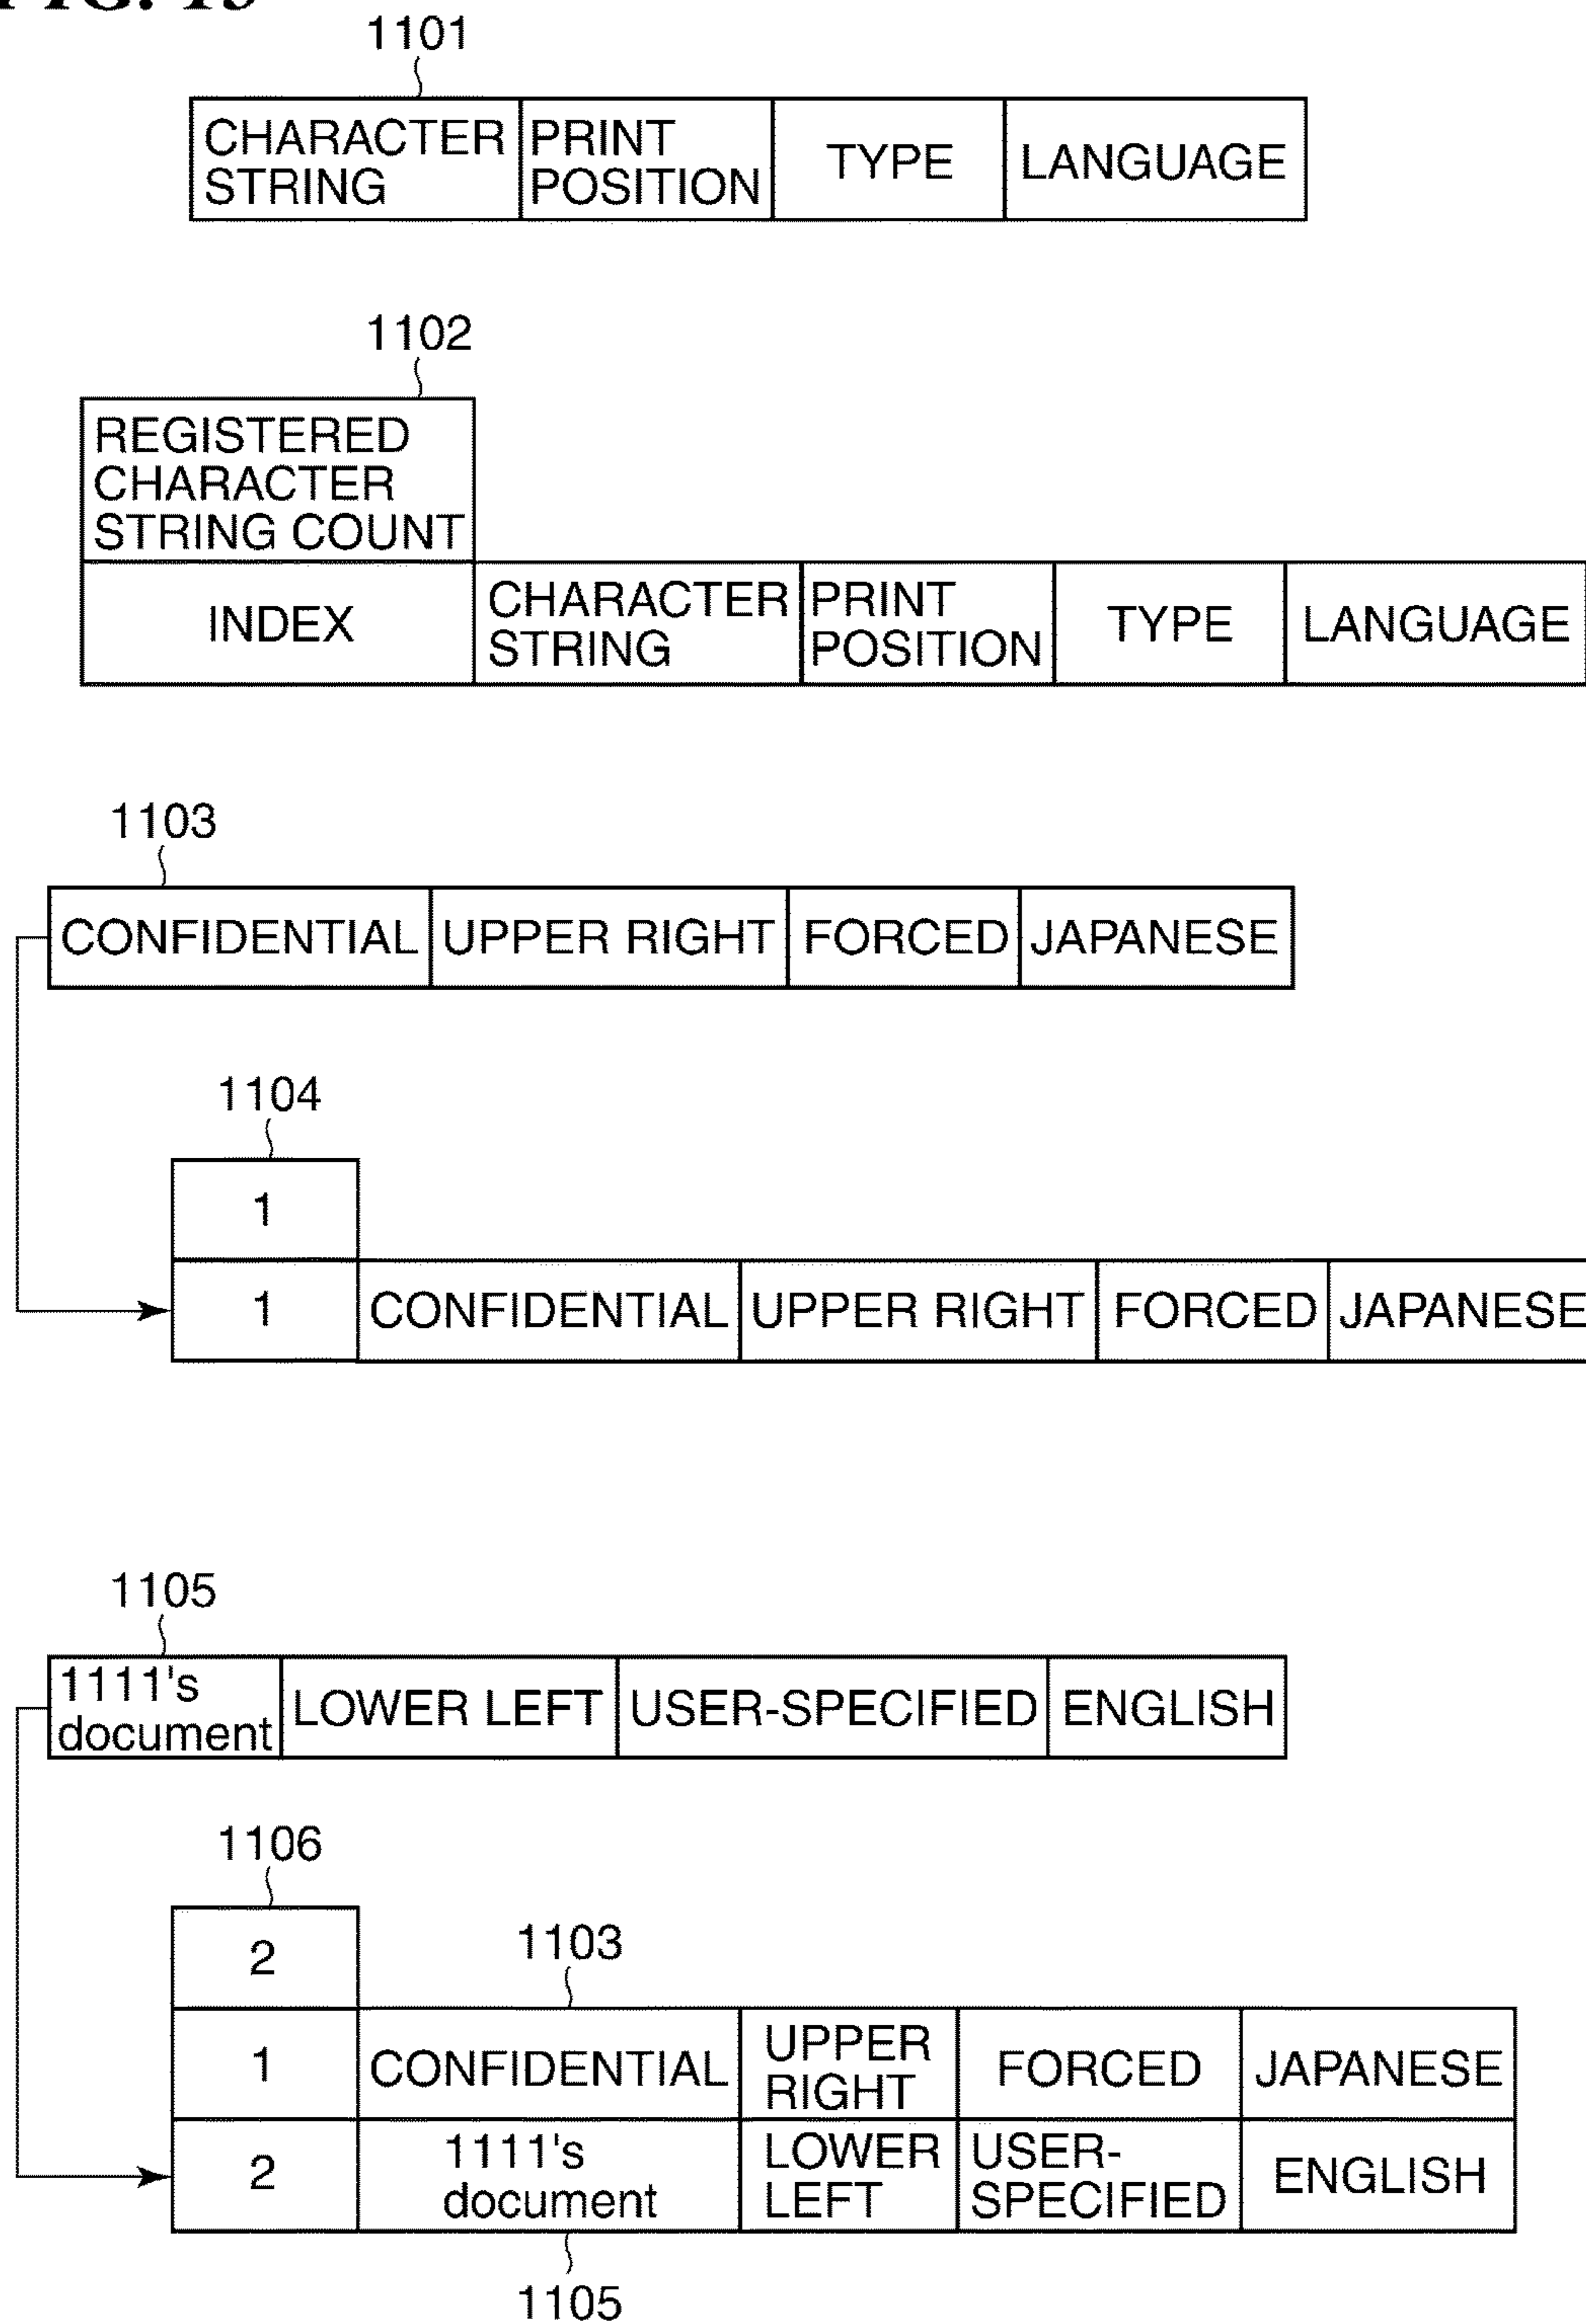 FIG. 15
1101
CHARACTER STRING PRINT POSITION TYPE LANGUAGE
1102
REGISTERED
CHARACTER
STRING COUNT
INDEX CHARACTER STRING PRINT POSITION TYPE LANGUAGE
1103
CONFIDENTIAL UPPER RIGHT FORCED JAPANESE
1104
1
1 CONFIDENTIAL UPPER RIGHT FORCED JAPANESE
1105
1111's document LOWER LEFT USER-SPECIFIED ENGLISH
1106
2
1103
1 CONFIDENTIAL UPPER RIGHT FORCED JAPANESE
2 1111's document LOWER LEFT USER-SPECIFIED ENGLISH
1105